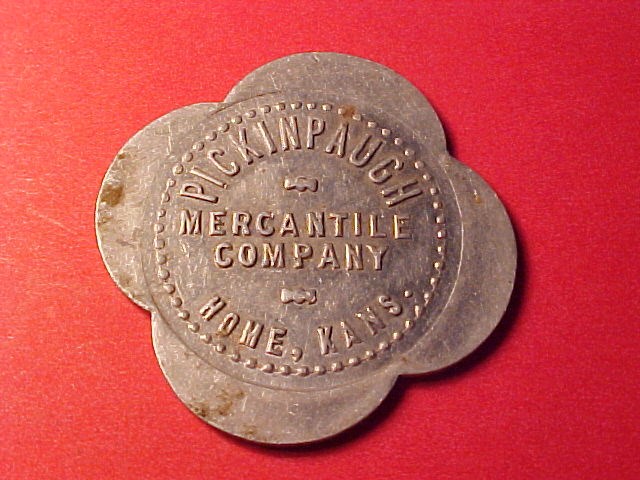 PICKINPAUGH
MERCANTILE
COMPANY
HOME, KANS.